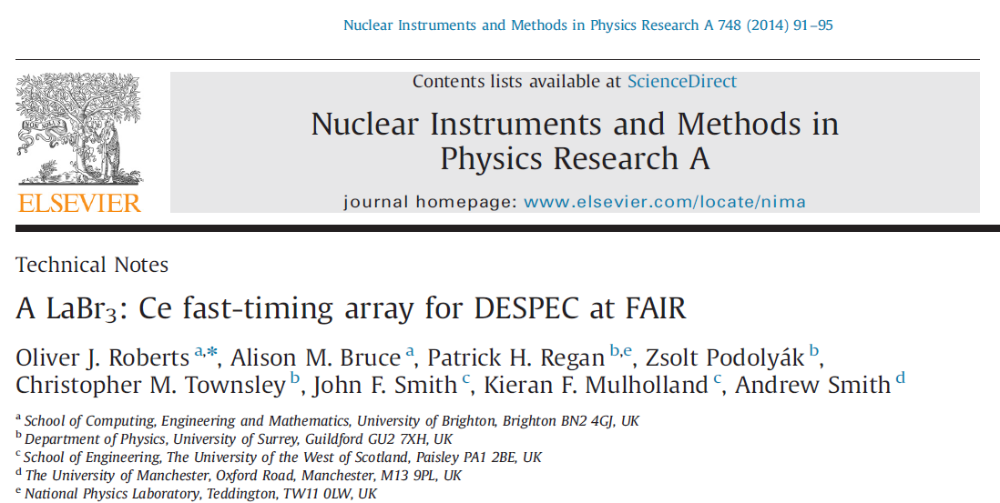 Nuclear Instruments and Methods in Physics Research A 748 (2014) 91–95
Contents lists available at ScienceDirect
Nuclear Instruments and Methods in
Physics Research A
journal homepage: www.elsevier.com/locate/nima
NON SOLUS
ELSEVIER
Technical Notes
A LaBr₃: Ce fast-timing array for DESPEC at FAIR
Oliver J. Roberts a,*, Alison M. Bruce a, Patrick H. Regan b,e, Zsolt Podolyák b,
Christopher M. Townsley b, John F. Smith c, Kieran F. Mulholland c, Andrew Smith d
a School of Computing, Engineering and Mathematics, University of Brighton, Brighton BN2 4GJ, UK
b Department of Physics, University of Surrey, Guildford GU2 7XH, UK
c School of Engineering, The University of the West of Scotland, Paisley PA1 2BE, UK
d The University of Manchester, Oxford Road, Manchester, M13 9PL, UK
e National Physics Laboratory, Teddington, TW11 0LW, UK